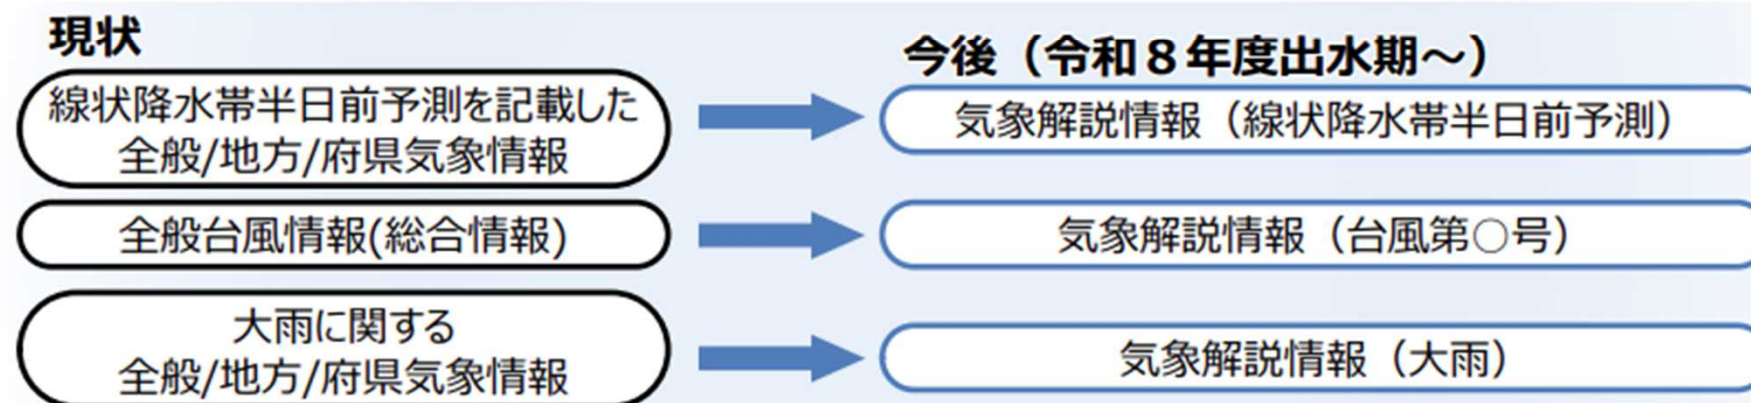 現状
今後（令和８年度出水期～）
線状降水帯半日前予測を記載した
全般/地方/府県気象情報
気象解説情報（線状降水帯半日前予測）
全般台風情報(総合情報)
気象解説情報（台風第○号）
大雨に関する
全般/地方/府県気象情報
気象解説情報（大雨）